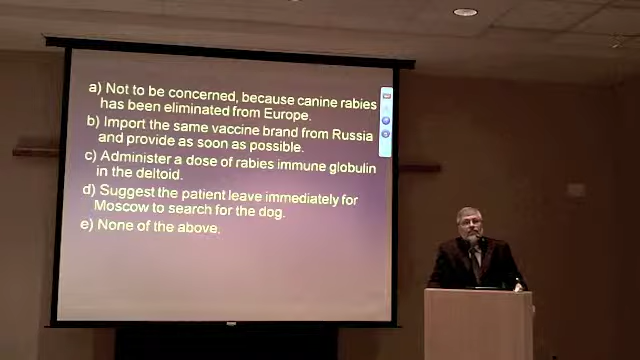 a) Not to be concerned, because canine rabies
has been eliminated from Europe.
b) Import the same vaccine brand from Russia
and provide as soon as possible.
c) Administer a dose of rabies immune globulin
in the deltoid.
d) Suggest the patient leave immediately for
Moscow to search for the dog.
e) None of the above.